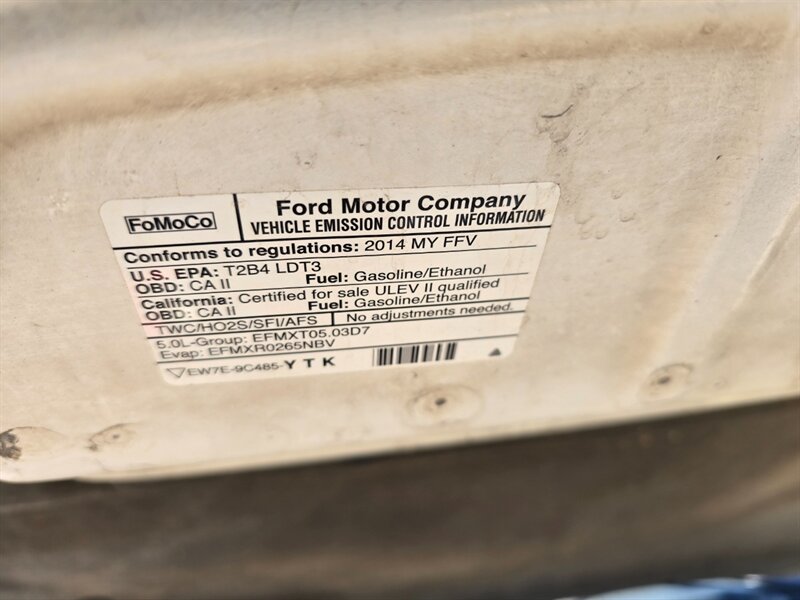 FoMoCo
Ford Motor Company
VEHICLE EMISSION CONTROL INFORMATION
Conforms to regulations: 2014 MY FFV
U.S. EPA: T2B4 LDT3
OBD: CA II Fuel: Gasoline/Ethanol
California: Certified for sale ULEV II qualified
OBD: CA II Fuel: Gasoline/Ethanol
TWC/HO2S/SFI/AFS No adjustments needed.
5.0L-Group: EFMXT05.03D7
Evap: EFMXR0265NBV
EW7E-9C485-YTK